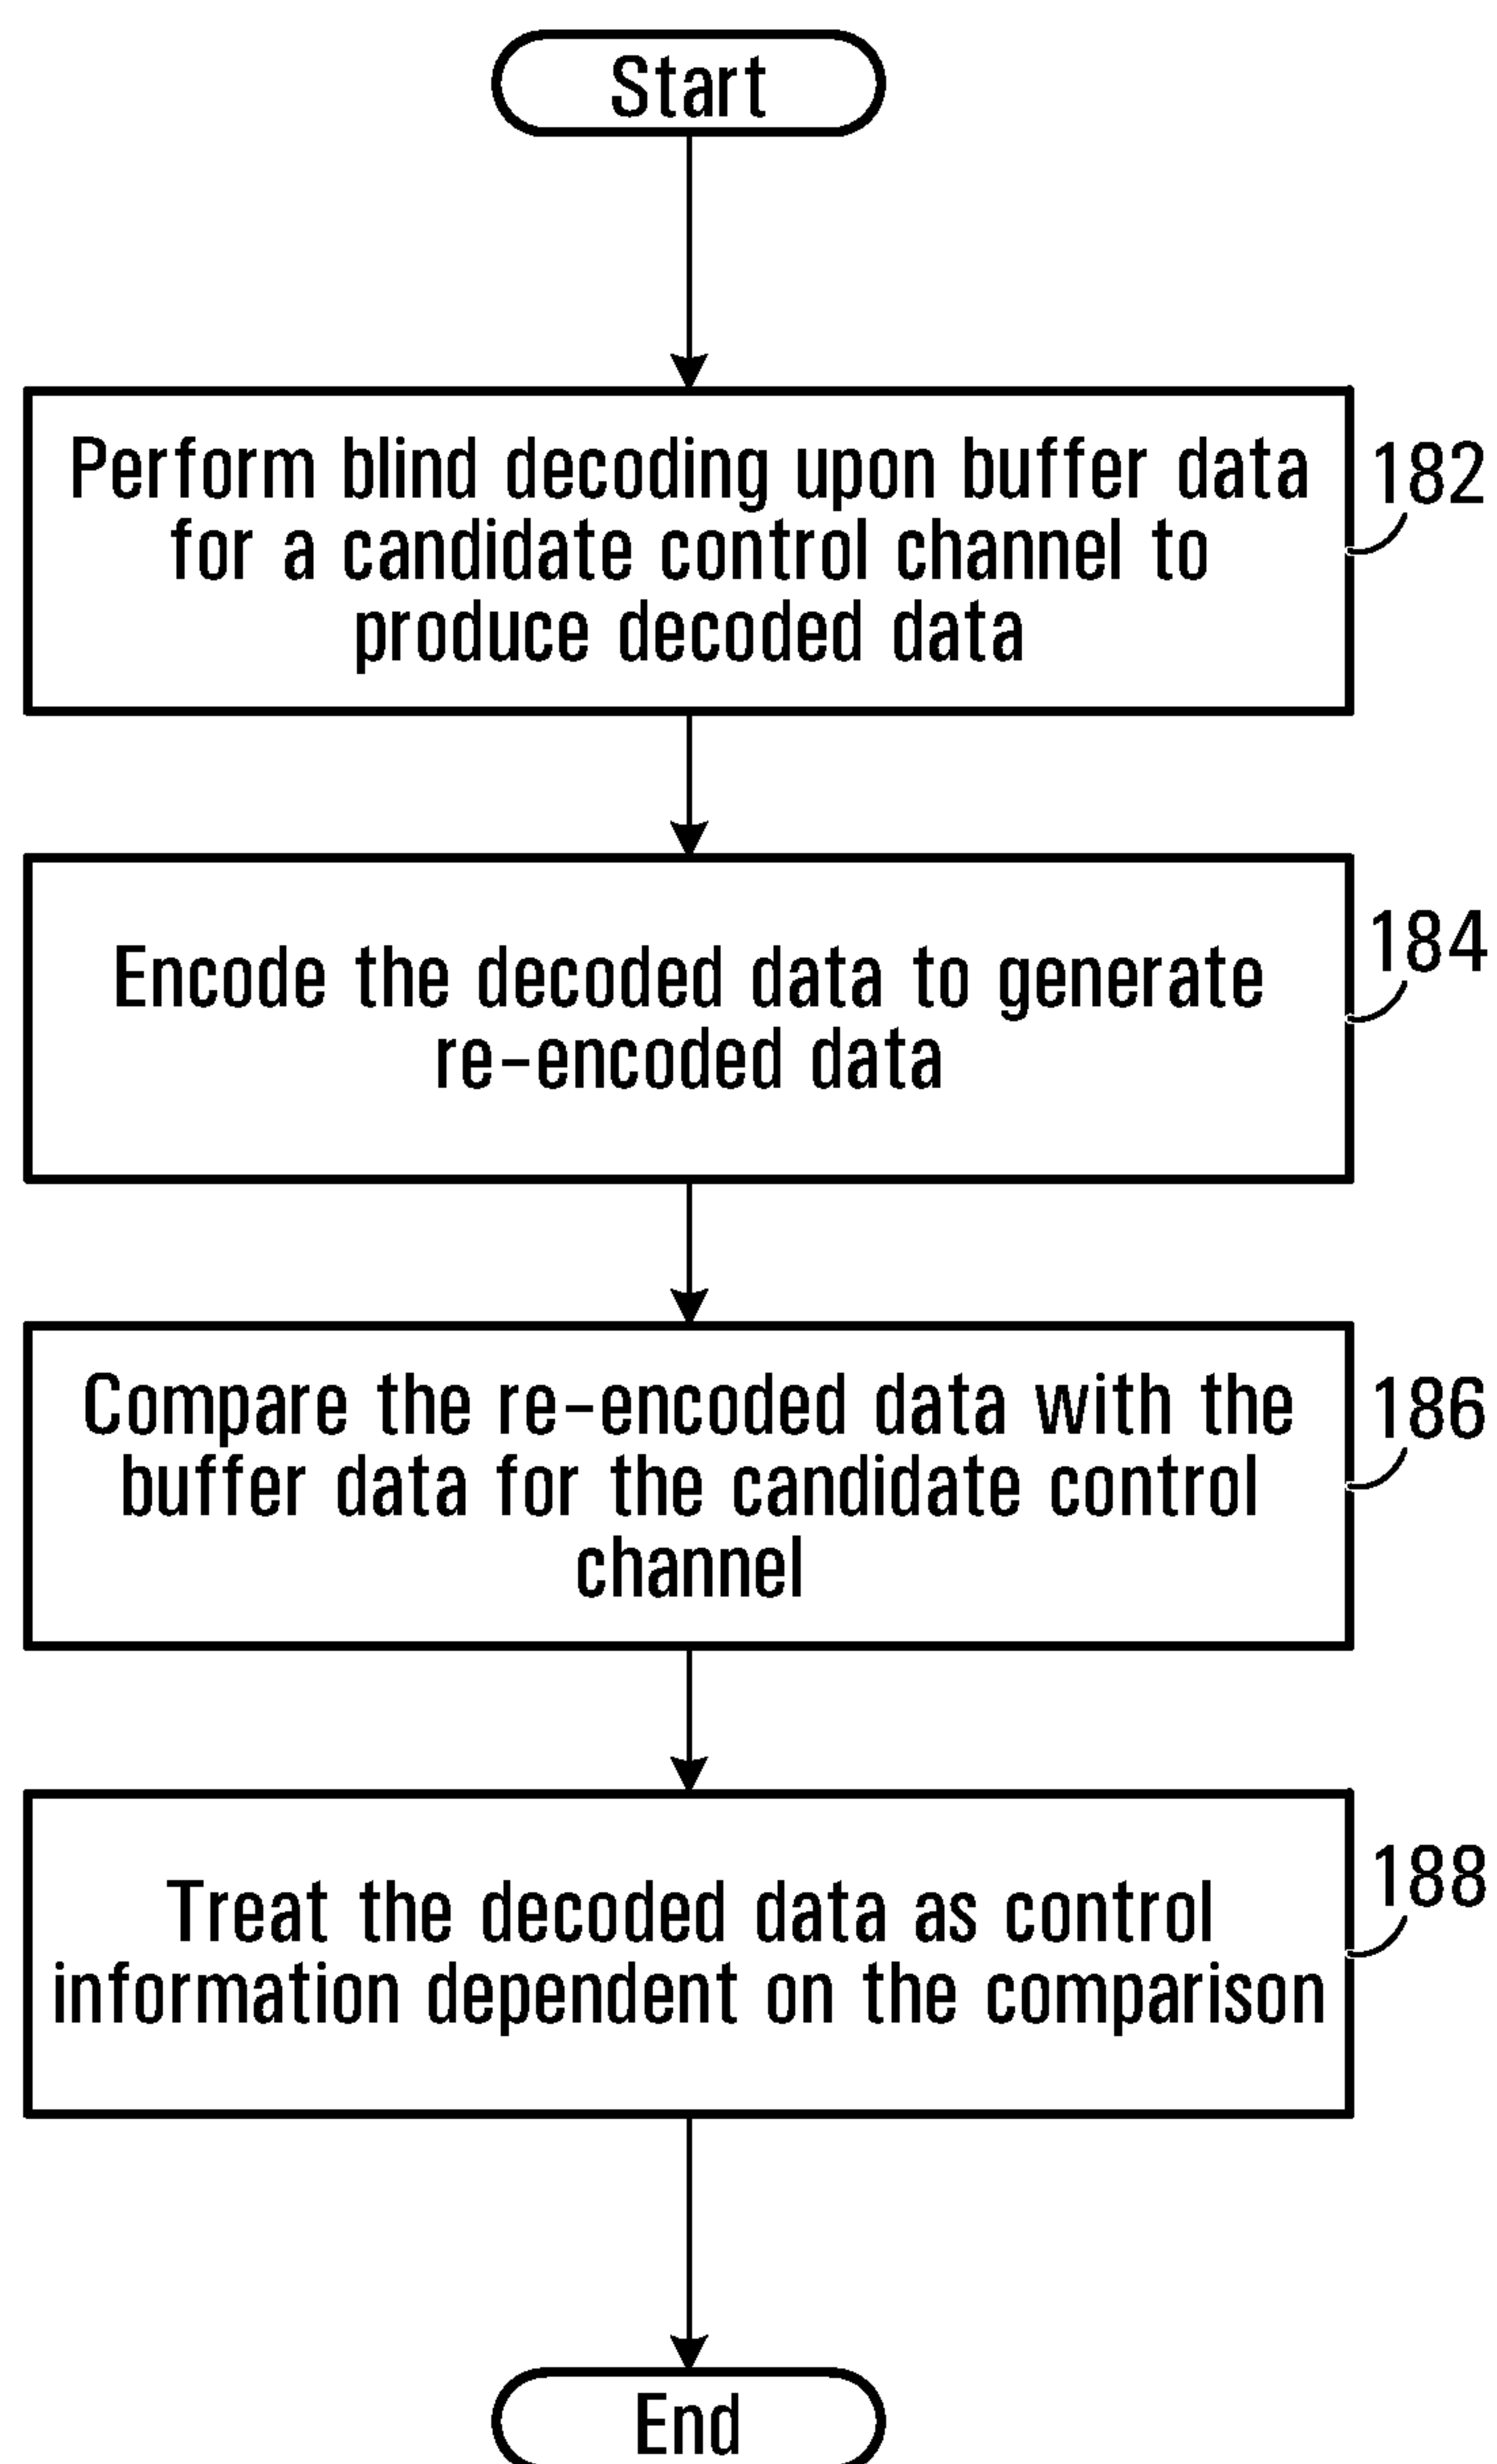 Start
Perform blind decoding upon buffer data
for a candidate control channel to
produce decoded data
182
Encode the decoded data to generate
re-encoded data
184
Compare the re-encoded data with the
buffer data for the candidate control
channel
186
Treat the decoded data as control
information dependent on the comparison
188
End